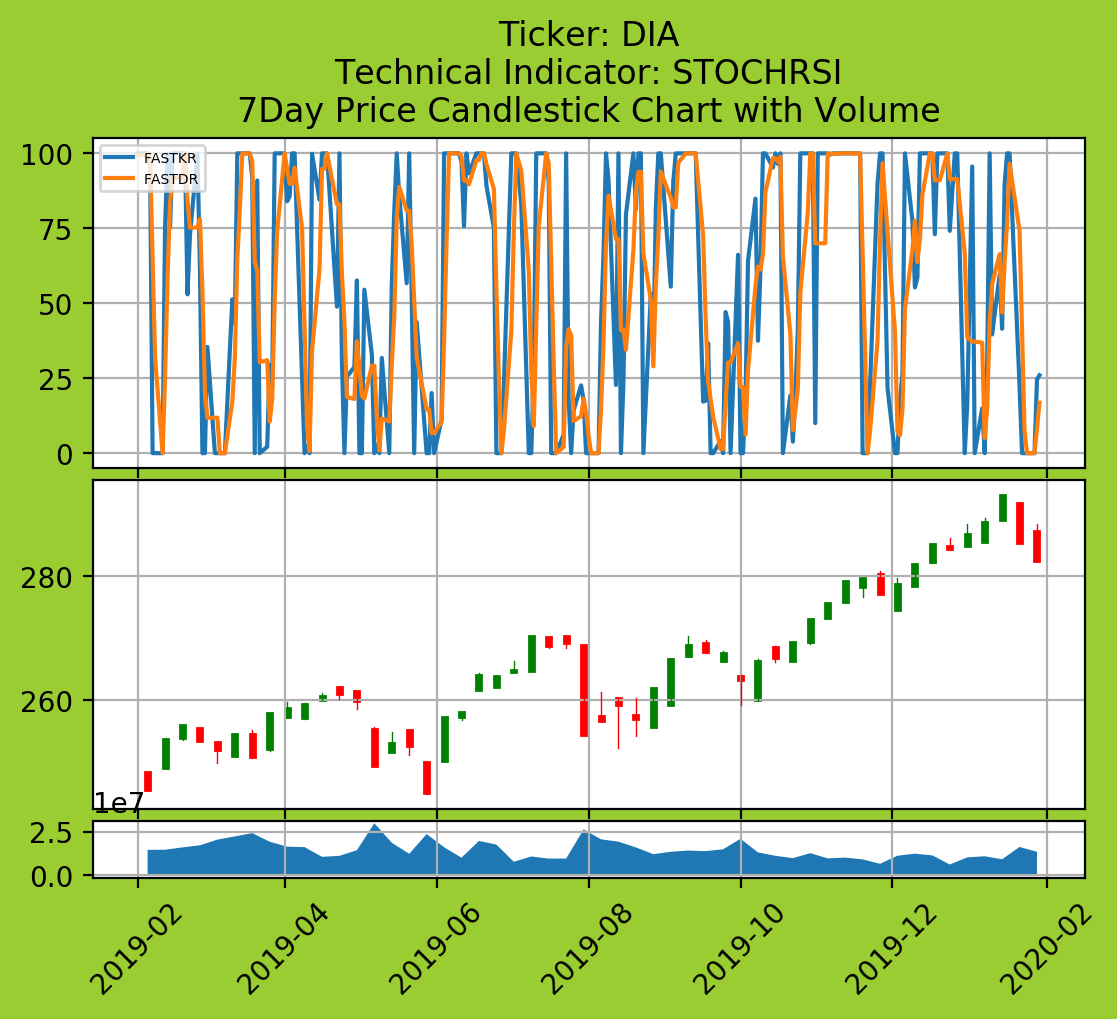 Ticker: DIA
Technical Indicator: STOCHRSI
7Day Price Candlestick Chart with Volume
100
75
50
25
0
FASTKR
FASTDR
280
260
1e7
2.5
0.0
2019-02
2019-04
2019-06
2019-08
2019-10
2019-12
2020-02